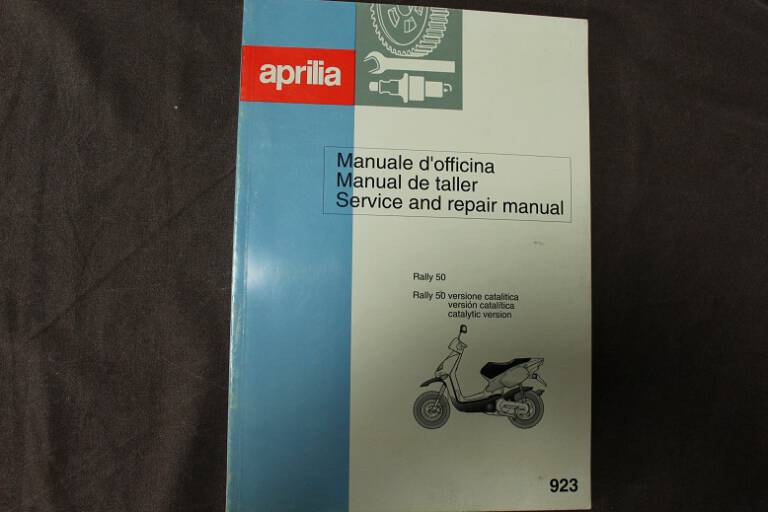 aprilia
Manuale d'officina
Manual de taller
Service and repair manual
Rally 50
Rally 50 versione catalitica
versión catalítica
catalytic version
923